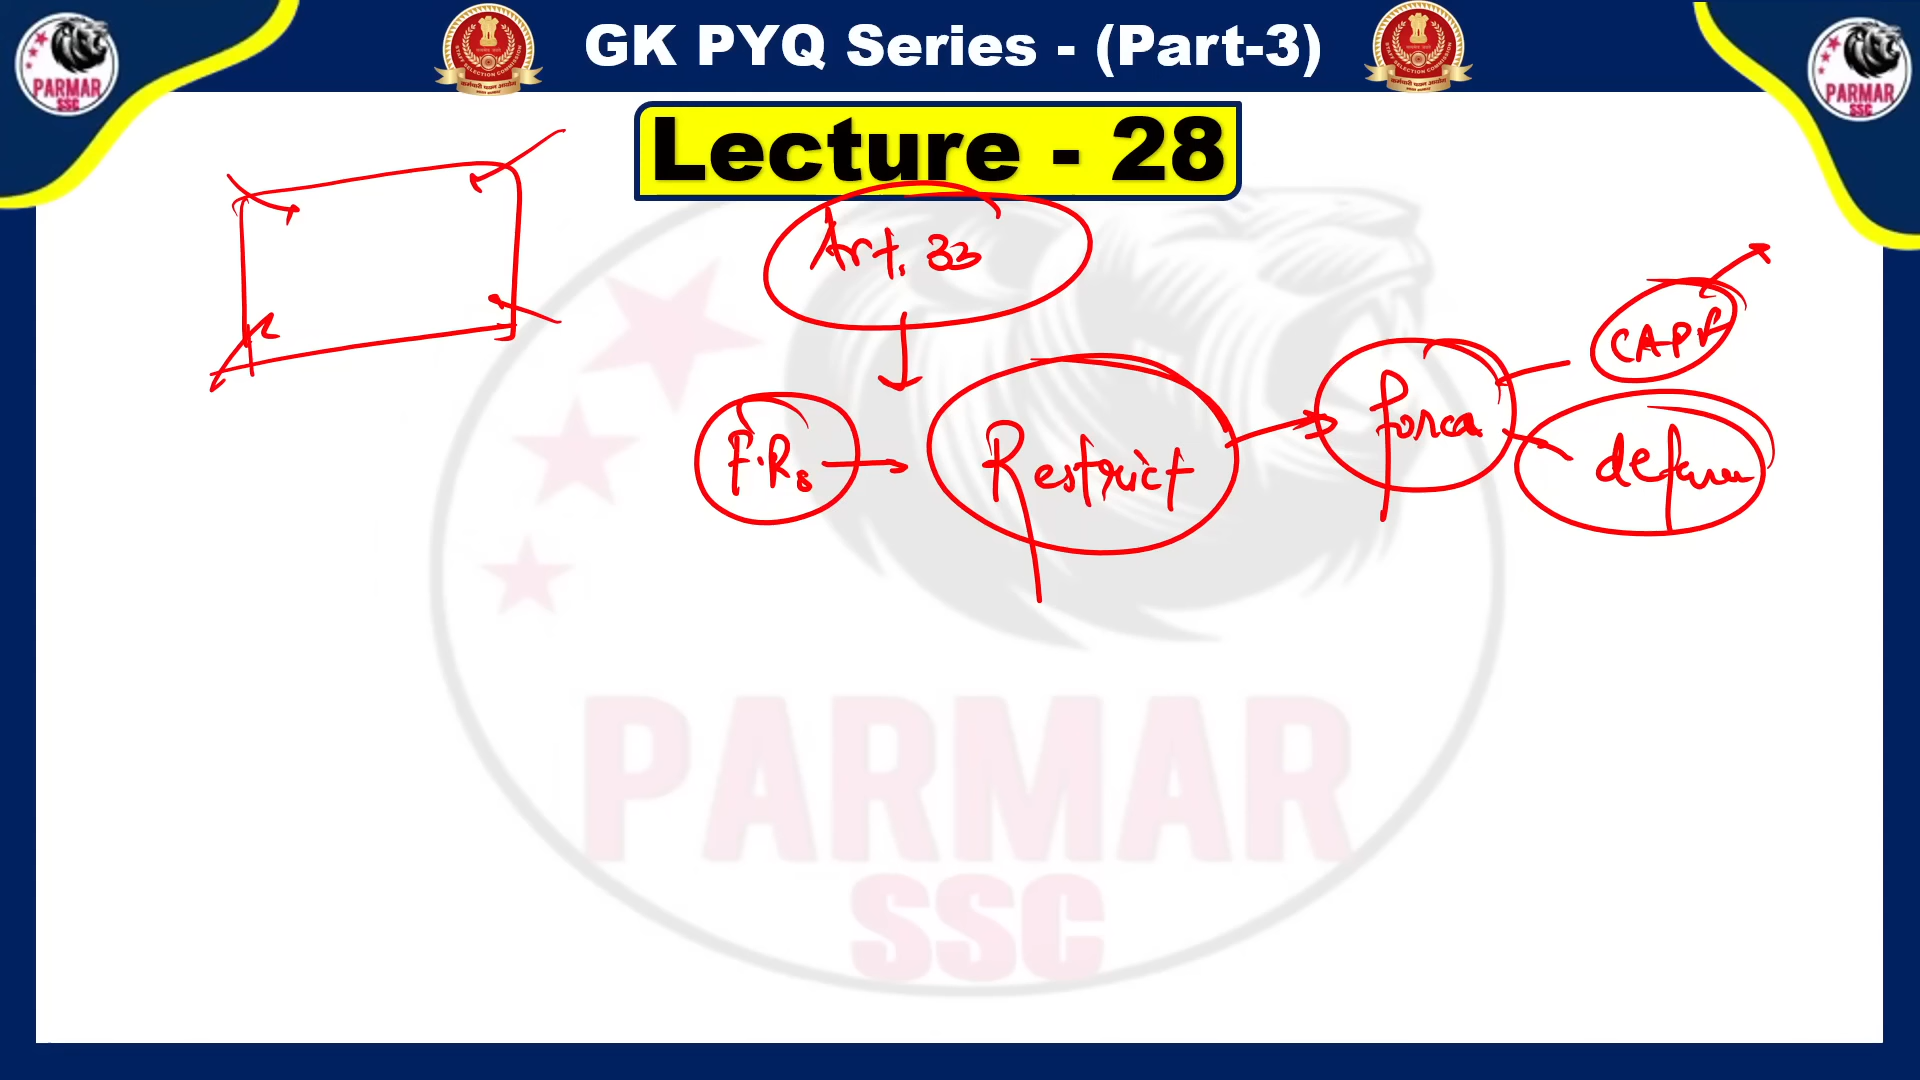 GK PYQ Series - (Part-3)
PARMAR
SSC
PARMAR
SSC
Lecture - 28
Art. 33
CAPF
F.Rs
Restrict
force
PARMAR
SSC